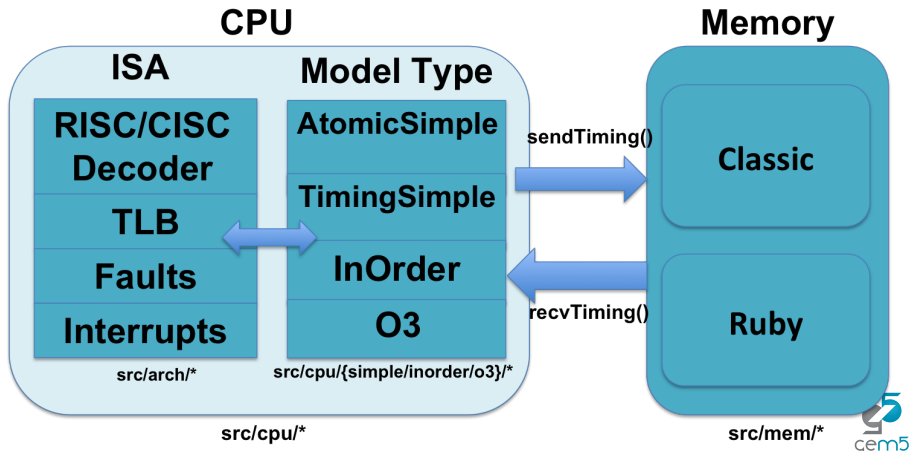 CPU
Memory
ISA
Model Type
RISC/CISC
Decoder
TLB
Faults
Interrupts
src/arch/*
AtomicSimple
TimingSimple
InOrder
O3
src/cpu/{simple/inorder/o3}/*
src/cpu/*
sendTiming()
recvTiming()
Classic
Ruby
src/mem/*
gem5